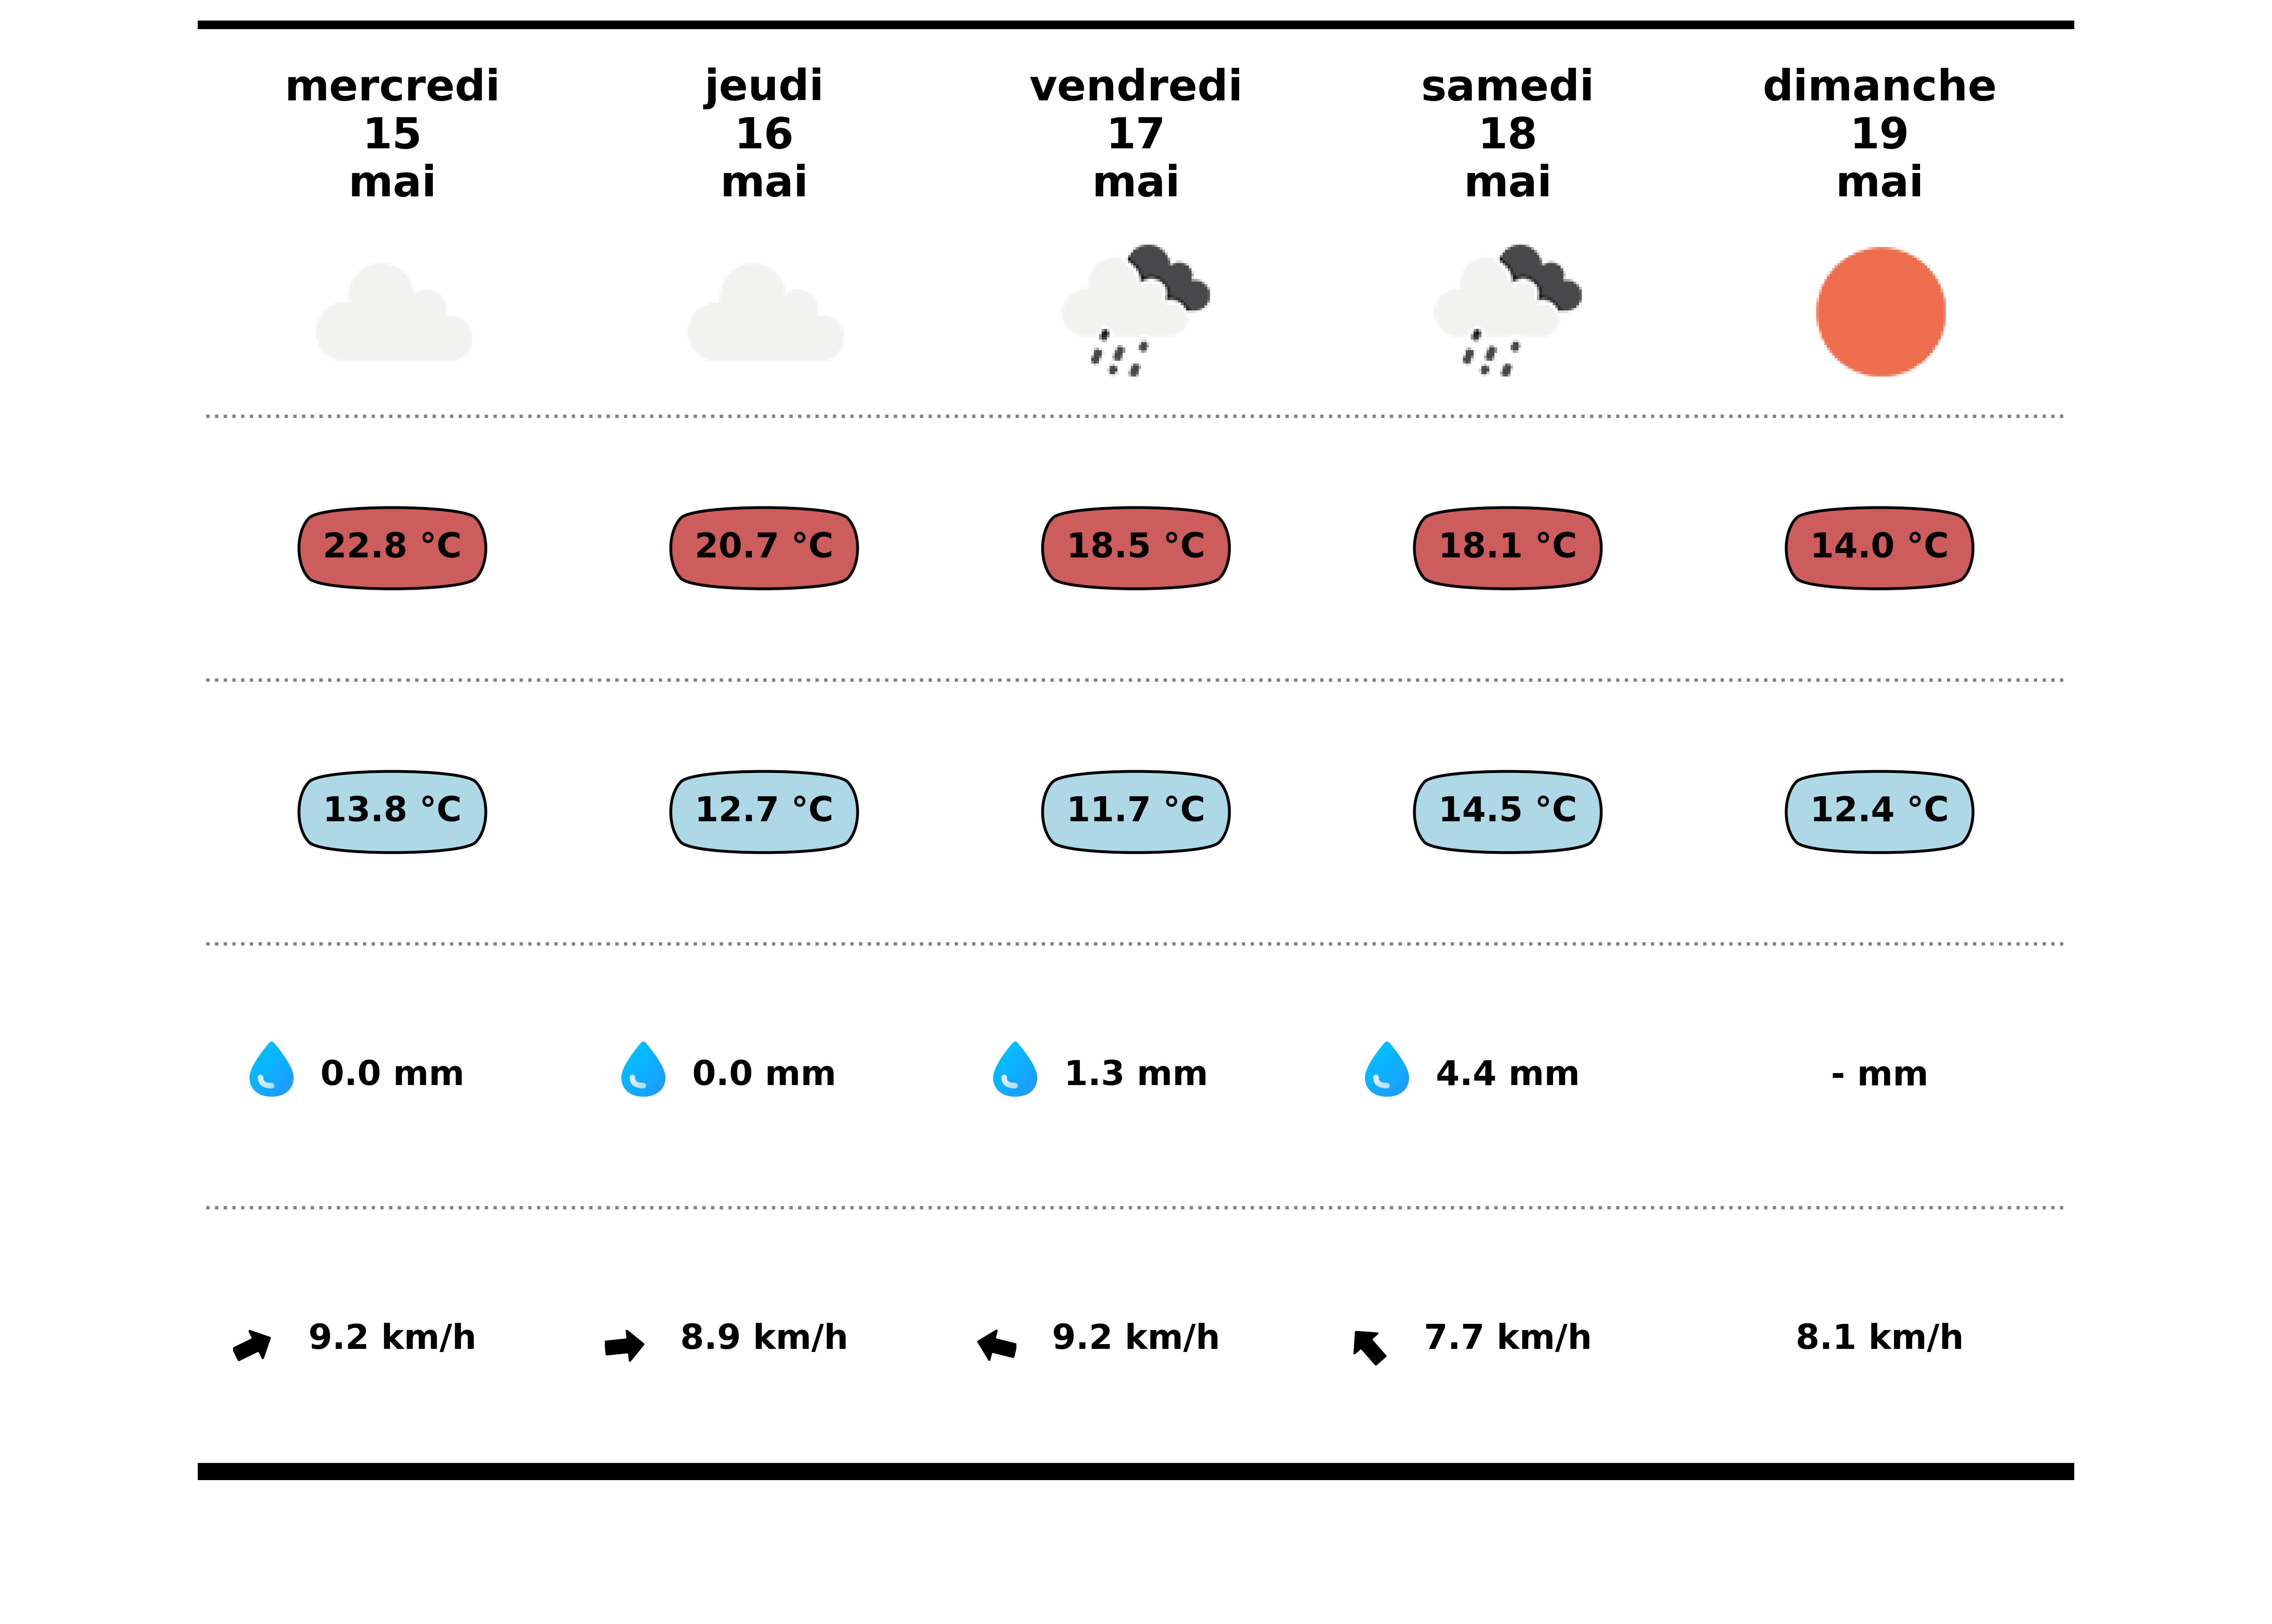 mercredi
15
mai
jeudi
16
mai
vendredi
17
mai
samedi
18
mai
dimanche
19
mai
22.8 °C
20.7 °C
18.5 °C
18.1 °C
14.0 °C
13.8 °C
12.7 °C
11.7 °C
14.5 °C
12.4 °C
0.0 mm
0.0 mm
1.3 mm
4.4 mm
- mm
9.2 km/h
8.9 km/h
9.2 km/h
7.7 km/h
8.1 km/h